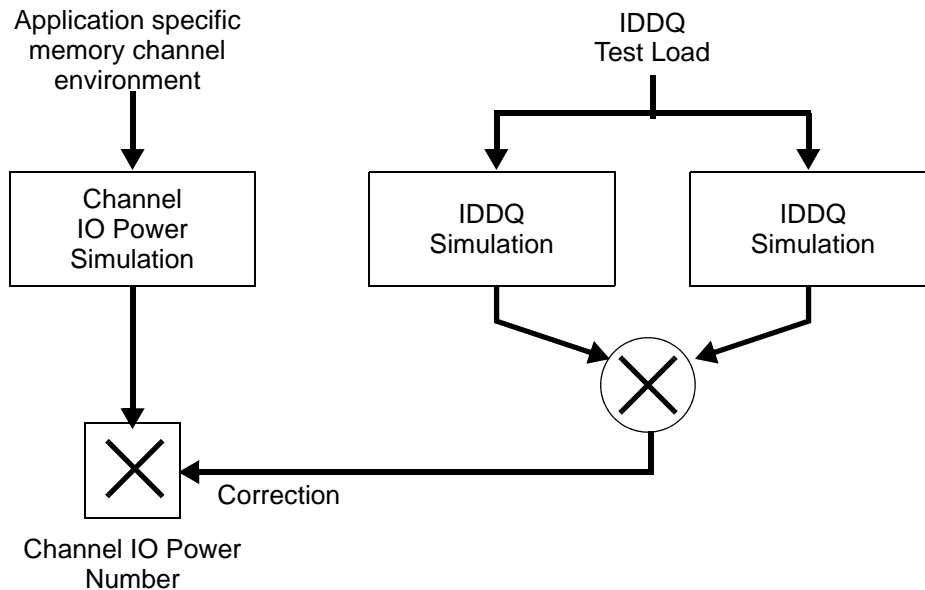 Application specific
memory channel
environment
IDDQ
Test Load
Channel
IO Power
Simulation
IDDQ
Simulation
IDDQ
Simulation
Correction
Channel IO Power
Number